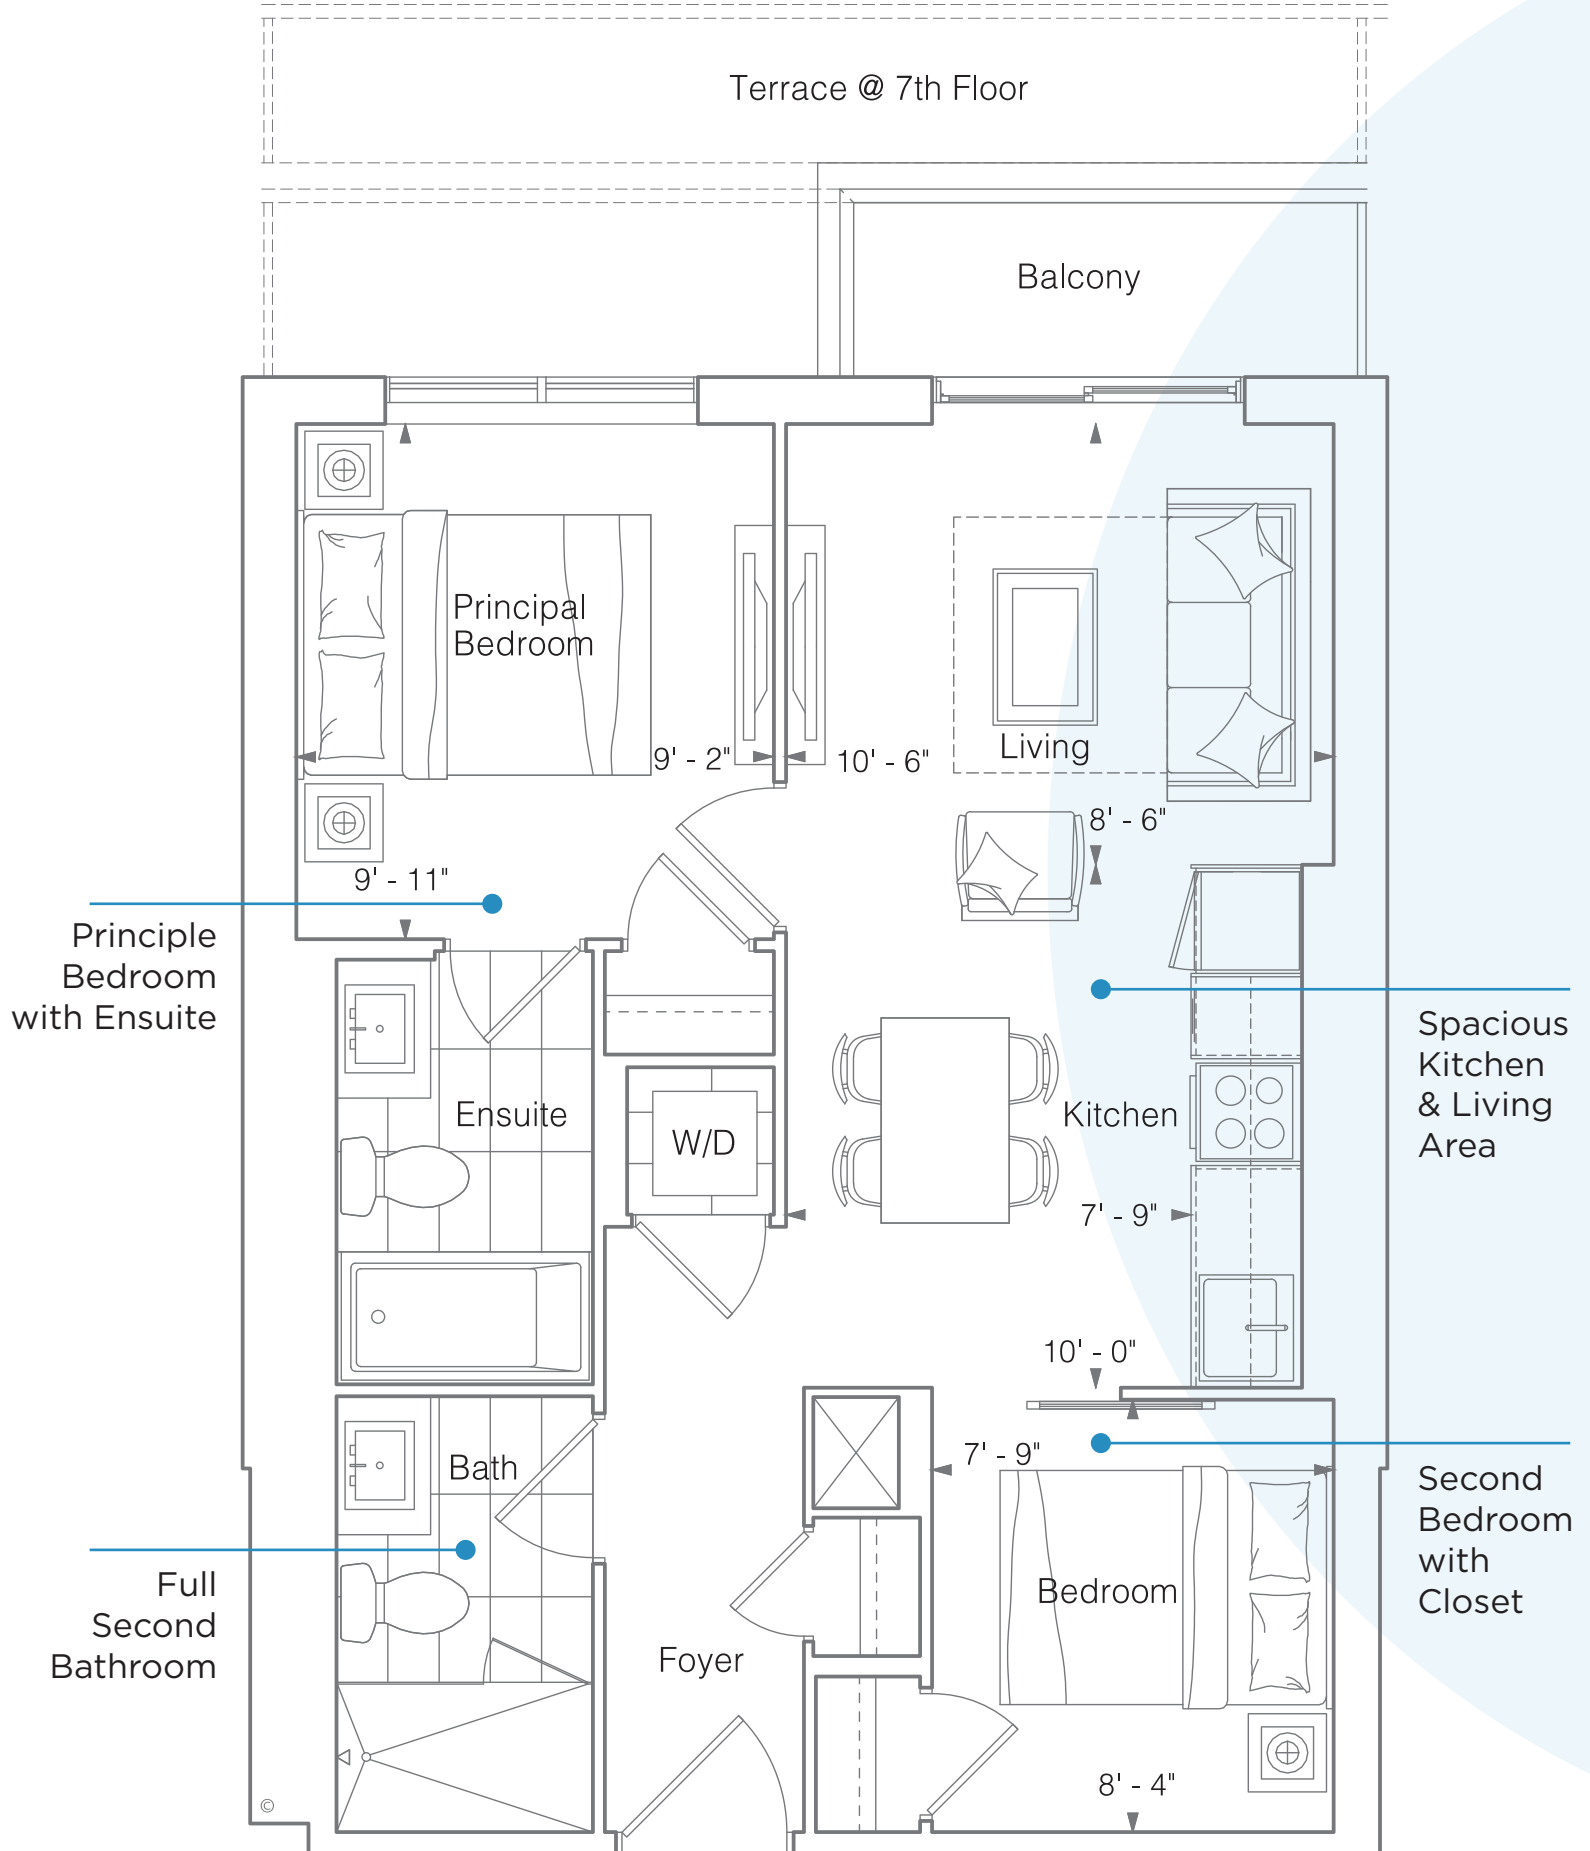 Terrace @ 7th Floor
Balcony
Principal
Bedroom
9' - 2"
10' - 6"
Living
8' - 6"
9' - 11"
Principle
Bedroom
with Ensuite
Spacious
Kitchen
& Living
Area
Ensuite
W/D
Kitchen
7' - 9"
10' - 0"
Bath
7' - 9"
Second
Bedroom
with
Closet
Full
Second
Bathroom
Bedroom
Foyer
8' - 4"
©